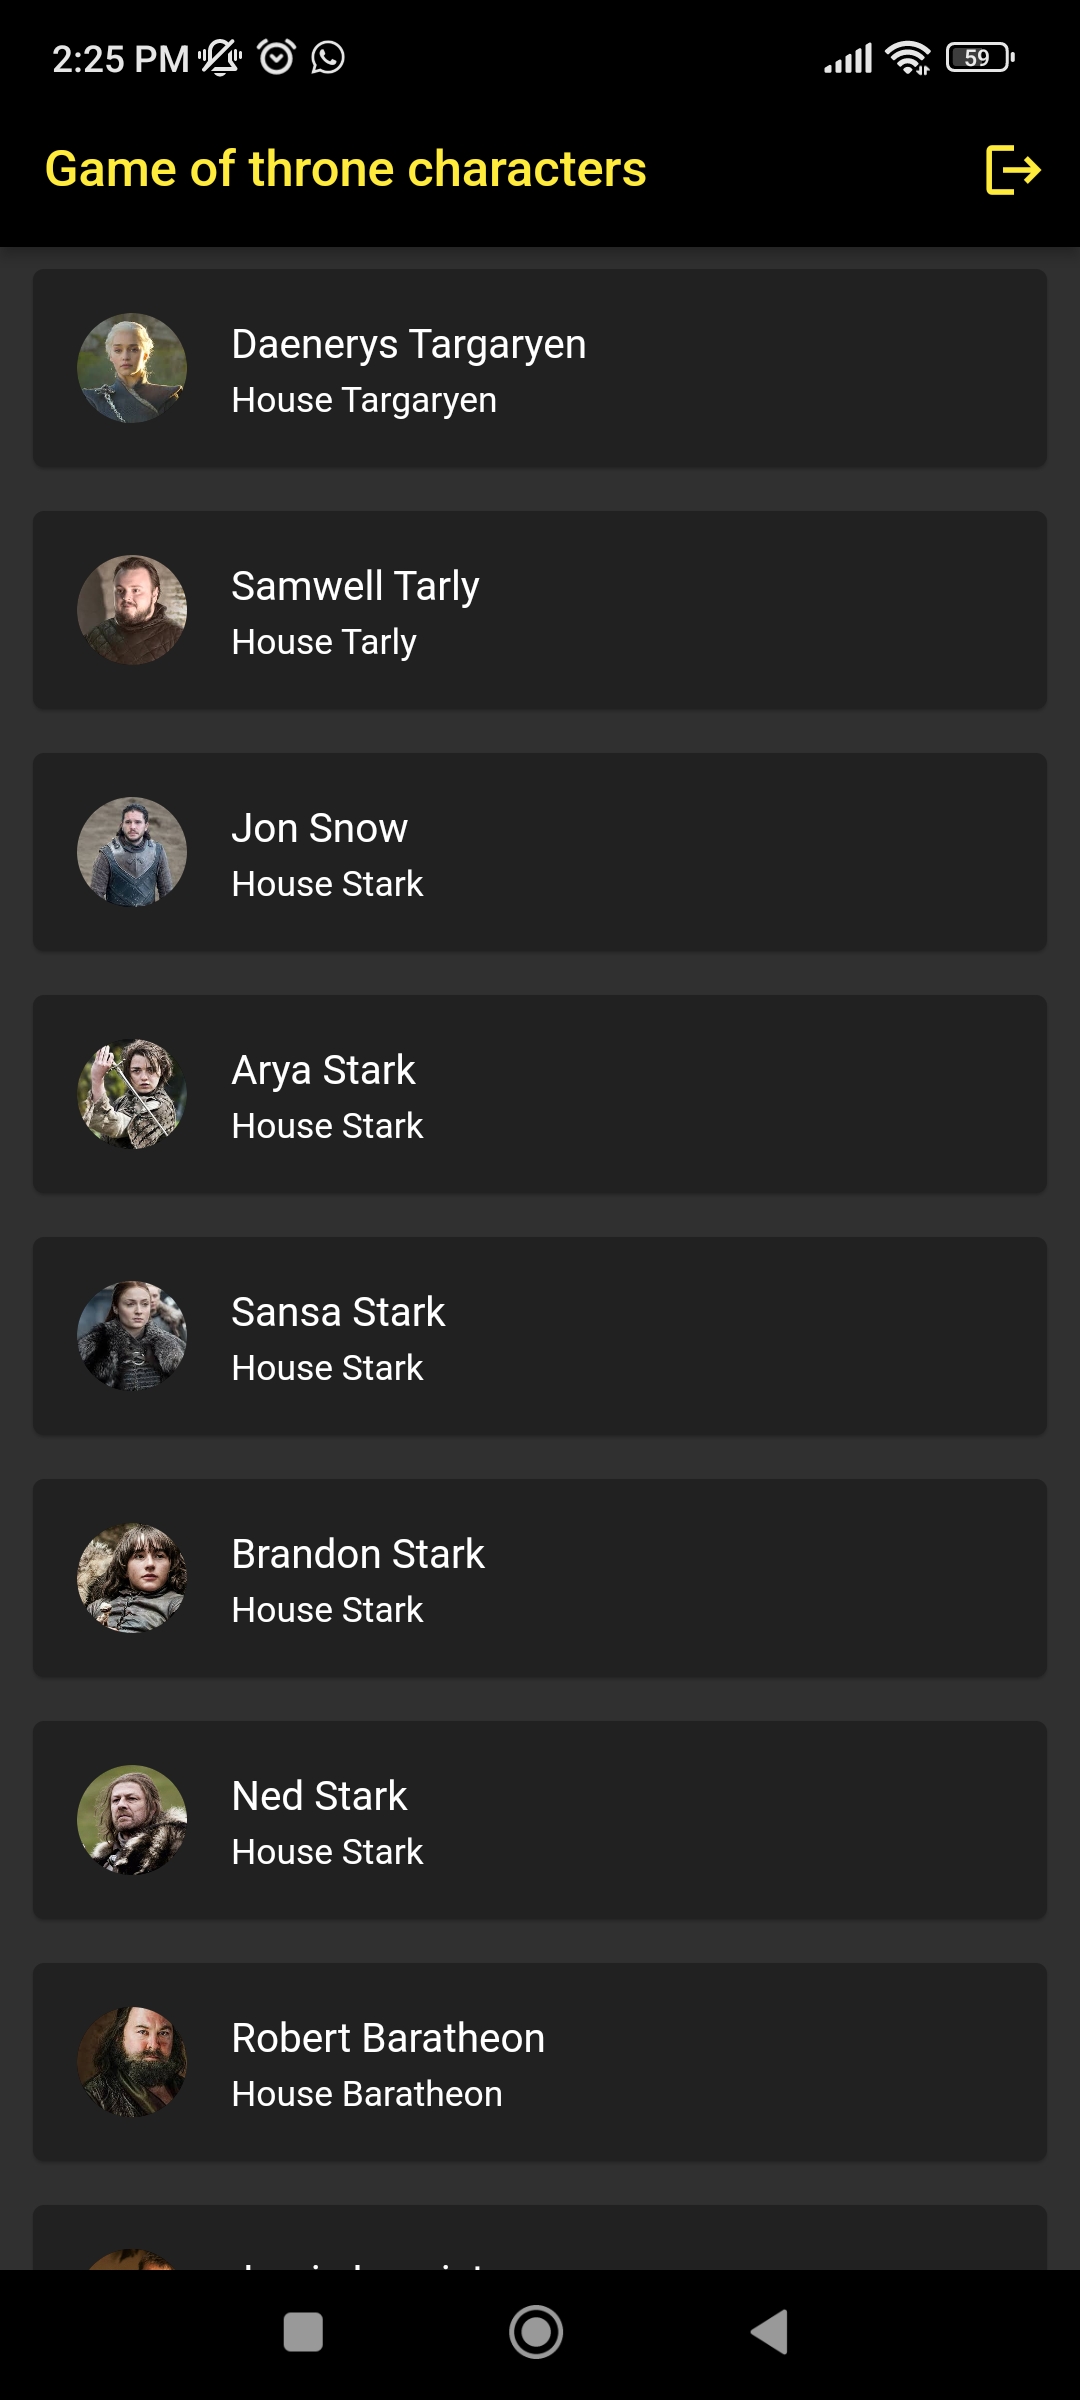 2:25 PM
59
Game of throne characters
Daenerys Targaryen
House Targaryen
Samwell Tarly
House Tarly
Jon Snow
House Stark
Arya Stark
House Stark
Sansa Stark
House Stark
Brandon Stark
House Stark
Ned Stark
House Stark
Robert Baratheon
House Baratheon